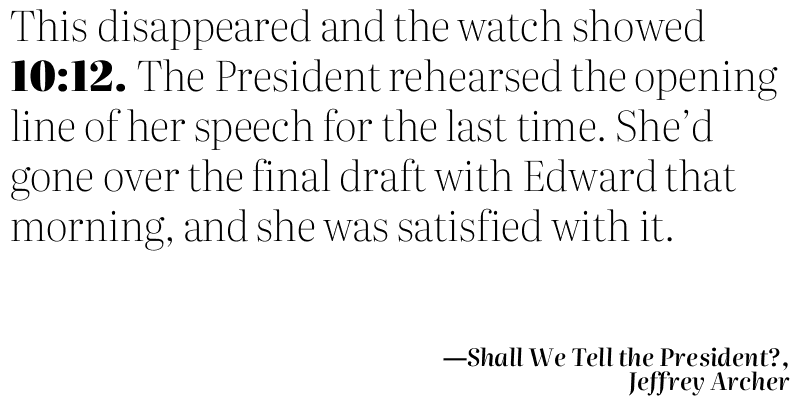 This disappeared and the watch showed
10:12. The President rehearsed the opening
line of her speech for the last time. She’d
gone over the final draft with Edward that
morning, and she was satisfied with it.
—Shall We Tell the President?,
Jeffrey Archer